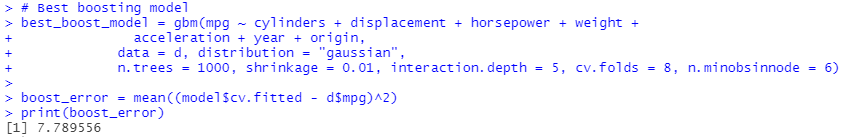 > # Best boosting model
> best_boost_model = gbm(mpg ~ cylinders + displacement + horsepower + weight +
+               acceleration + year + origin,
+             data = d, distribution = "gaussian",
+             n.trees = 1000, shrinkage = 0.01, interaction.depth = 5, cv.folds = 8, n.minobsinnode = 6)
>
> boost_error = mean((model$cv.fitted - d$mpg)^2)
> print(boost_error)
[1] 7.789556